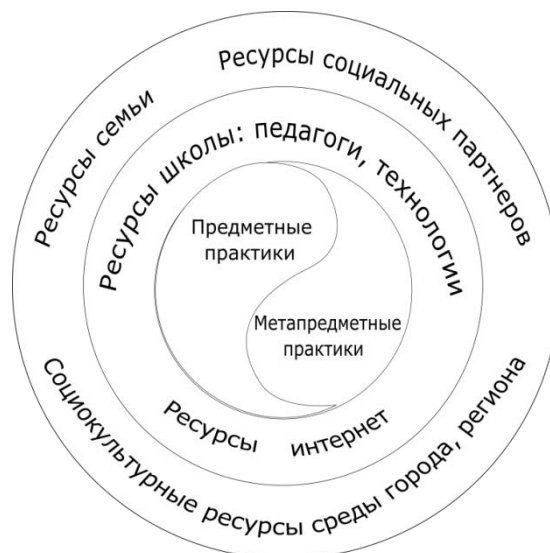 Ресурсы семьи
Ресурсы социальных партнеров
Ресурсы школы: педагоги, технологии
Предметные
практики
Метапредметные
практики
Ресурсы интернет
Социокультурные ресурсы среды города, региона